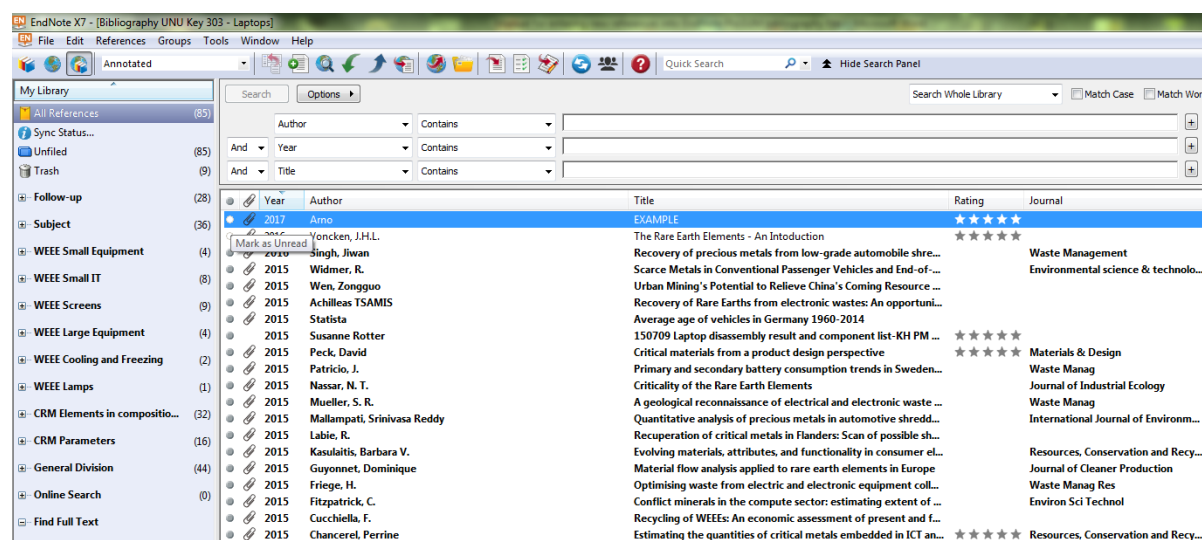 EndNote X7 - [Bibliography UNU Key 303 - Laptops]
File Edit References Groups Tools Window Help
Annotated Quick Search Hide Search Panel
My Library Search Options Search Whole Library Match Case Match Wor
All References (85)
Author Contains
Sync Status...
And Year Contains
Unfiled (85)
And Title Contains
Trash (9)
Follow-up (28)
Year Author Title Rating Journal
2017 Arno EXAMPLE
Subject (36)
2016 Voncken, J.H.L. The Rare Earth Elements - An Intoduction
Mark as Unread
WEEE Small Equipment (4)
2016 Singh, Jiwan Recovery of precious metals from low-grade automobile shre... Waste Management
2015 Widmer, R. Scarce Metals in Conventional Passenger Vehicles and End-of-... Environmental science & technolo...
WEEE Small IT (8)
2015 Wen, Zongguo Urban Mining's Potential to Relieve China's Coming Resource ...
2015 Achilleas TSAMIS Recovery of Rare Earths from electronic wastes: An opportuni...
WEEE Screens (9)
2015 Statista Average age of vehicles in Germany 1960-2014
WEEE Large Equipment (4)
2015 Susanne Rotter 150709 Laptop disassembly result and component list-KH PM ...
2015 Peck, David Critical materials from a product design perspective Materials & Design
WEEE Cooling and Freezing (2)
2015 Patricio, J. Primary and secondary battery consumption trends in Sweden... Waste Manag
WEEE Lamps (1)
2015 Nassar, N. T. Criticality of the Rare Earth Elements Journal of Industrial Ecology
2015 Mueller, S. R. A geological reconnaissance of electrical and electronic waste ... Waste Manag
CRM Elements in compositio... (32)
2015 Mallampati, Srinivasa Reddy Quantitative analysis of precious metals in automotive shredd... International Journal of Environm...
2015 Labie, R. Recuperation of critical metals in Flanders: Scan of possible sh...
CRM Parameters (16)
2015 Kasulaitis, Barbara V. Evolving materials, attributes, and functionality in consumer el... Resources, Conservation and Recy...
General Division (44)
2015 Guyonnet, Dominique Material flow analysis applied to rare earth elements in Europe Journal of Cleaner Production
2015 Friege, H. Optimising waste from electric and electronic equipment coll... Waste Manag Res
Online Search (0)
2015 Fitzpatrick, C. Conflict minerals in the compute sector: estimating extent of ... Environ Sci Technol
2015 Cucchiella, F. Recycling of WEEEs: An economic assessment of present and f...
Find Full Text
2015 Chancerel, Perrine Estimating the quantities of critical metals embedded in ICT an... Resources, Conservation and Recy...